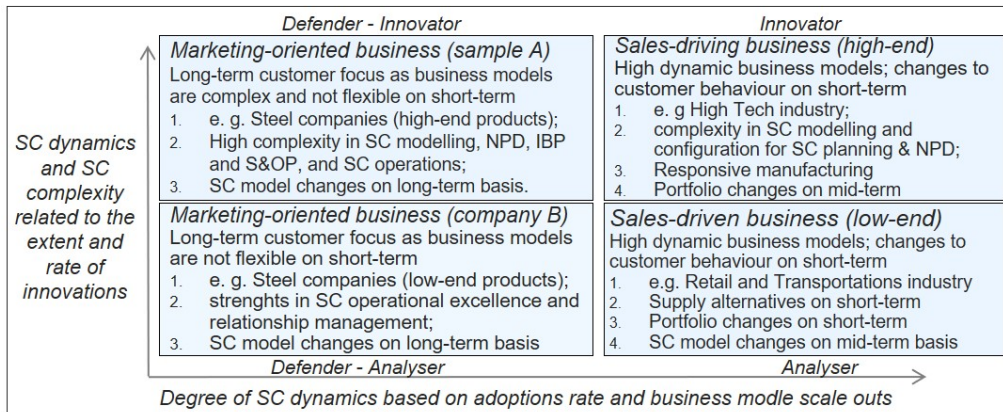 Defender - Innovator
Innovator
SC dynamics
and SC
complexity
related to the
extent and
rate of
innovations
Marketing-oriented business (sample A)
Long-term customer focus as business models
are complex and not flexible on short-term
1. e. g. Steel companies (high-end products);
2. High complexity in SC modelling, NPD, IBP
and S&OP, and SC operations;
3. SC model changes on long-term basis.
Sales-driving business (high-end)
High dynamic business models; changes to
customer behaviour on short-term
1. e. g High Tech industry;
2. complexity in SC modelling and
configuration for SC planning & NPD;
3. Responsive manufacturing
4. Portfolio changes on mid-term
Marketing-oriented business (company B)
Long-term customer focus as business models
are not flexible on short-term
1. e. g. Steel companies (low-end products);
2. strenghts in SC operational excellence and
relationship management;
3. SC model changes on long-term basis
Sales-driven business (low-end)
High dynamic business models; changes to
customer behaviour on short-term
1. e.g. Retail and Transportations industry
2. Supply alternatives on short-term
3. Portfolio changes on short-term
4. SC model changes on mid-term basis
Defender - Analyser
Analyser
Degree of SC dynamics based on adoptions rate and business modle scale outs